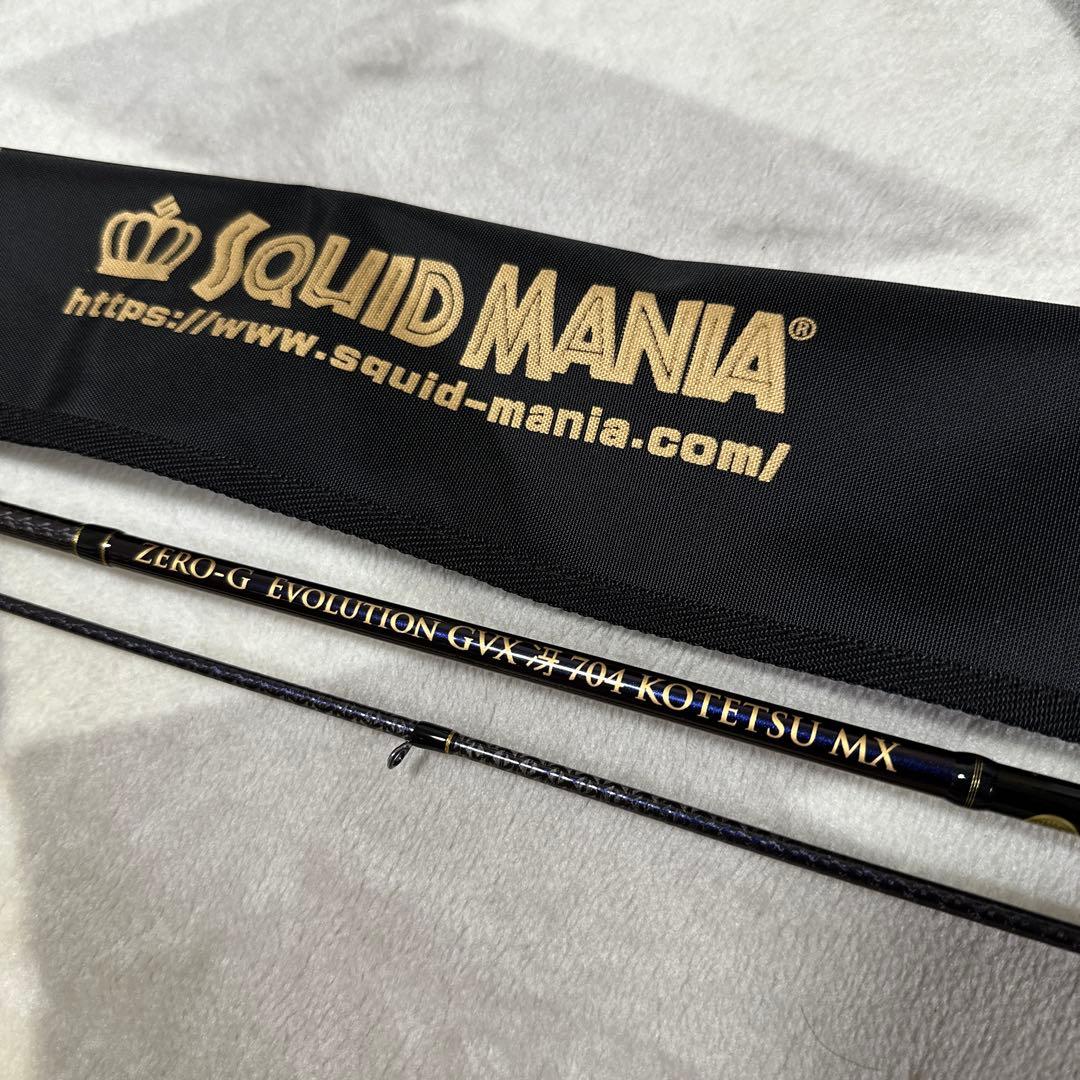 SQUID MANIA®
https://www.squid-mania.com/
ZERO-G EVOLUTION GVX 冴 704 KOTETSU MX